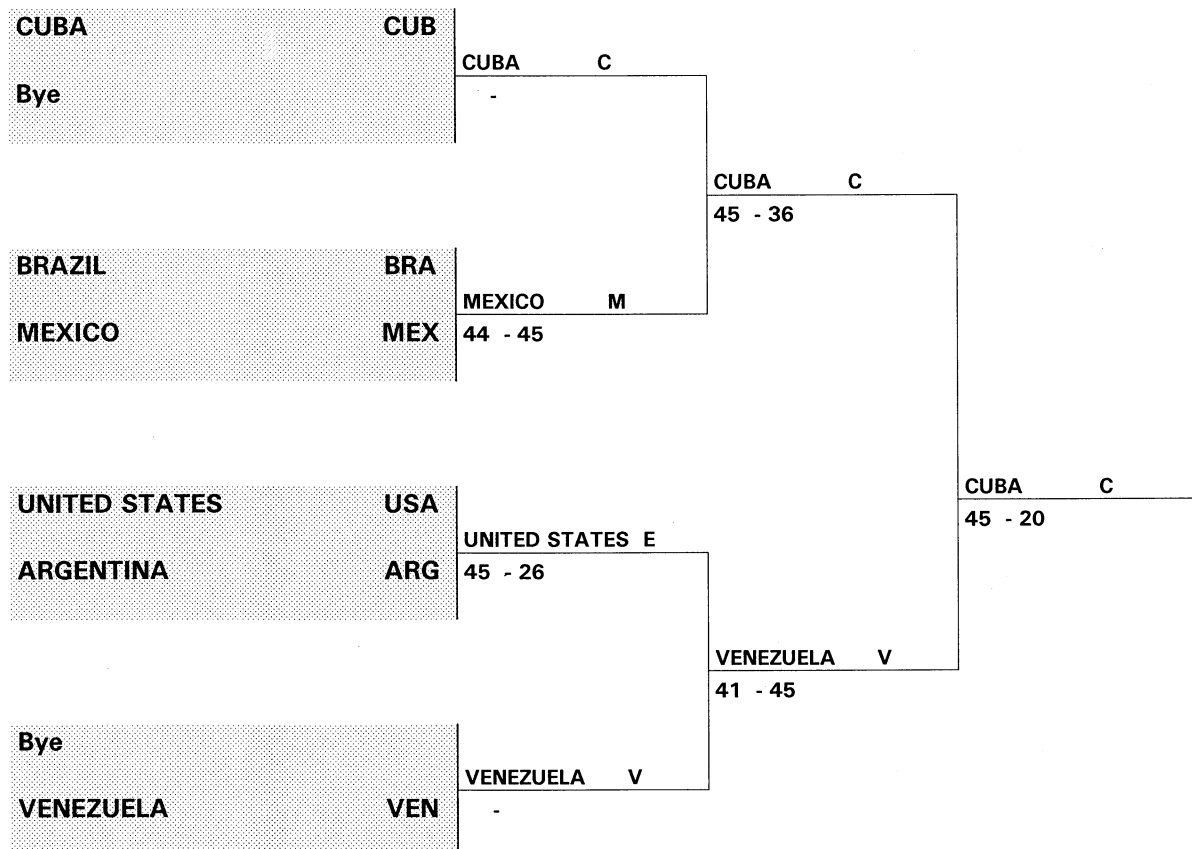 CUBA CUB
CUBA C
Bye
-
CUBA C
45 - 36
BRAZIL BRA
MEXICO M
MEXICO MEX
44 - 45
UNITED STATES USA
CUBA C
45 - 20
UNITED STATES E
ARGENTINA ARG
45 - 26
VENEZUELA V
41 - 45
Bye
VENEZUELA V
VENEZUELA VEN
-